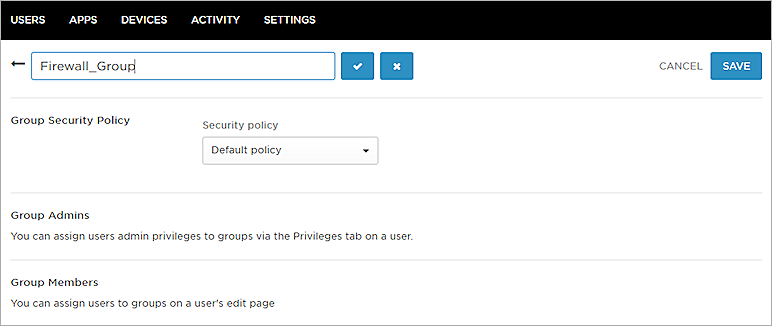 USERS APPS DEVICES ACTIVITY SETTINGS
Firewall_Group CANCEL SAVE
Group Security Policy Security policy
Default policy
Group Admins
You can assign users admin privileges to groups via the Privileges tab on a user.
Group Members
You can assign users to groups on a user's edit page